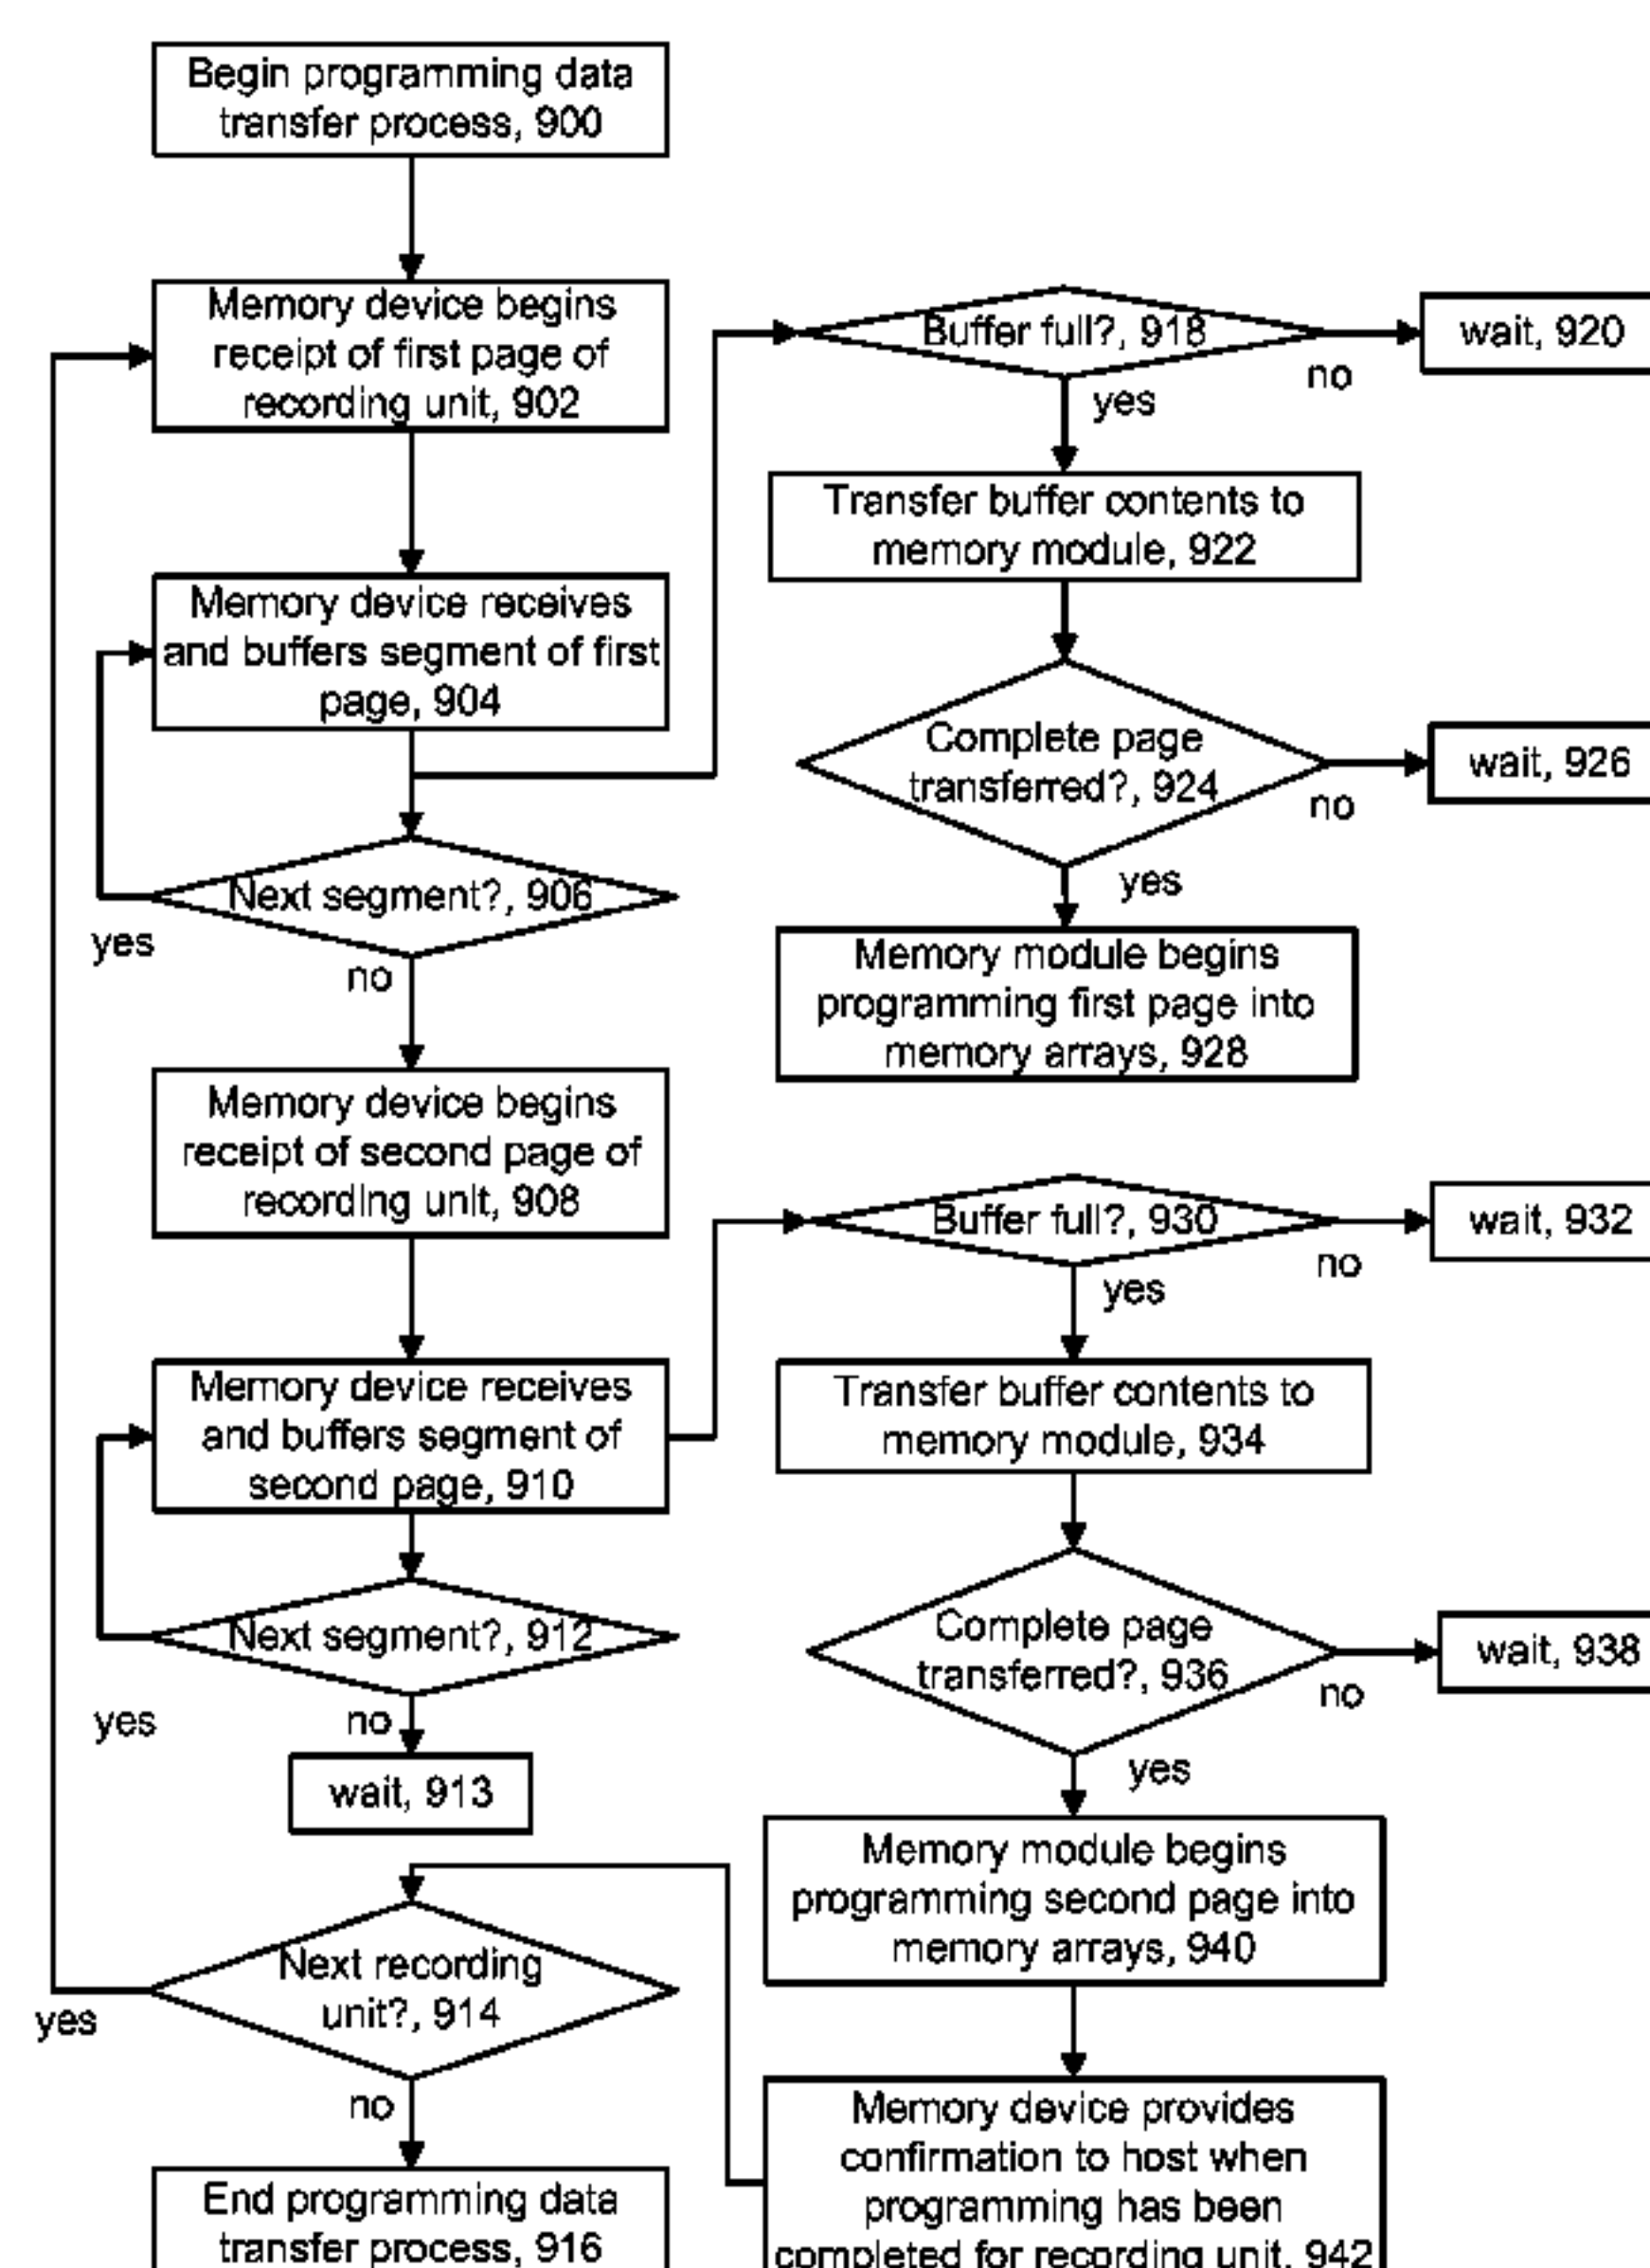 Begin programming data
transfer process, 900
Memory device begins
receipt of first page of
recording unit, 902
Buffer full?, 918
wait, 920
no
yes
Transfer buffer contents to
memory module, 922
Memory device receives
and buffers segment of first
page, 904
Complete page
transferred?, 924
wait, 926
no
yes
Next segment?, 906
yes
no
Memory module begins
programming first page into
memory arrays, 928
Memory device begins
receipt of second page of
recording unit, 908
Buffer full?, 930
wait, 932
no
yes
Memory device receives
and buffers segment of
second page, 910
Transfer buffer contents to
memory module, 934
Next segment?, 912
yes
no
wait, 913
Complete page
transferred?, 936
wait, 938
no
yes
Memory module begins
programming second page into
memory arrays, 940
Next recording
unit?, 914
yes
no
Memory device provides
confirmation to host when
programming has been
completed for recording unit, 942
End programming data
transfer process, 916